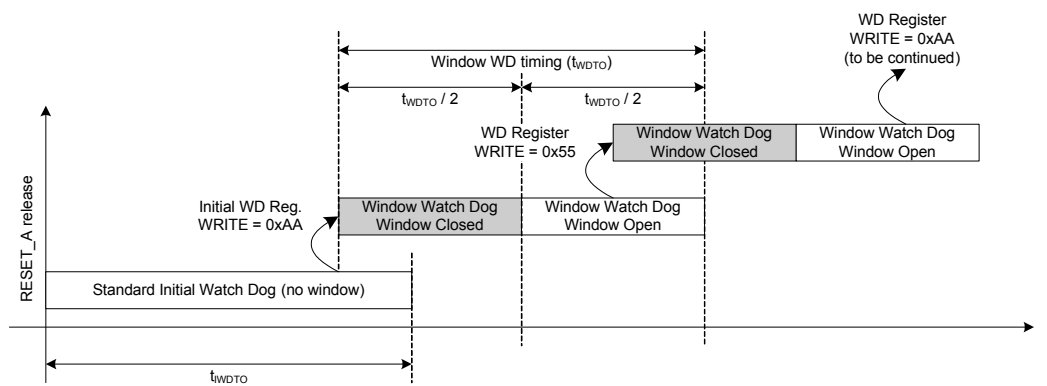 WD Register
WRITE = 0xAA
(to be continued)
Window WD timing (tWDTO)
tWDTO / 2
tWDTO / 2
WD Register
WRITE = 0x55
Window Watch Dog
Window Closed
Window Watch Dog
Window Open
Initial WD Reg.
WRITE = 0xAA
Window Watch Dog
Window Closed
Window Watch Dog
Window Open
RESET_A release
Standard Initial Watch Dog (no window)
tIWDTO